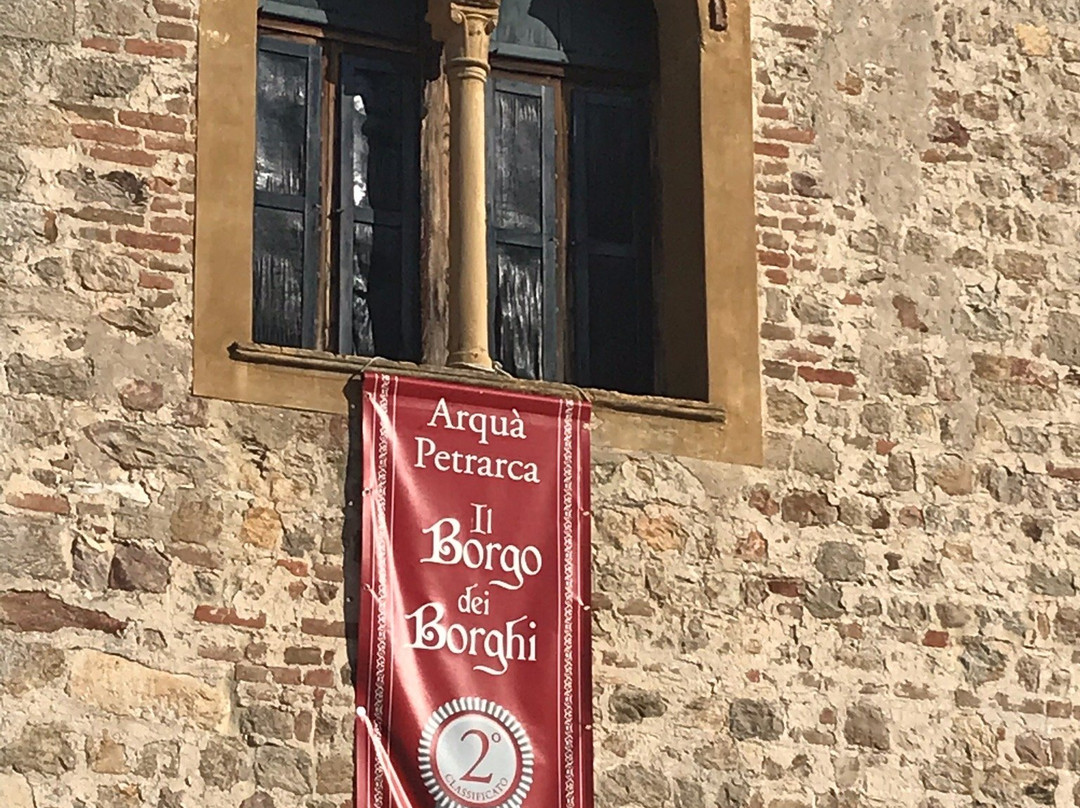 Arquà
Petrarca
Il
Borgo
dei
Borghi
2°
CLASSIFICATO